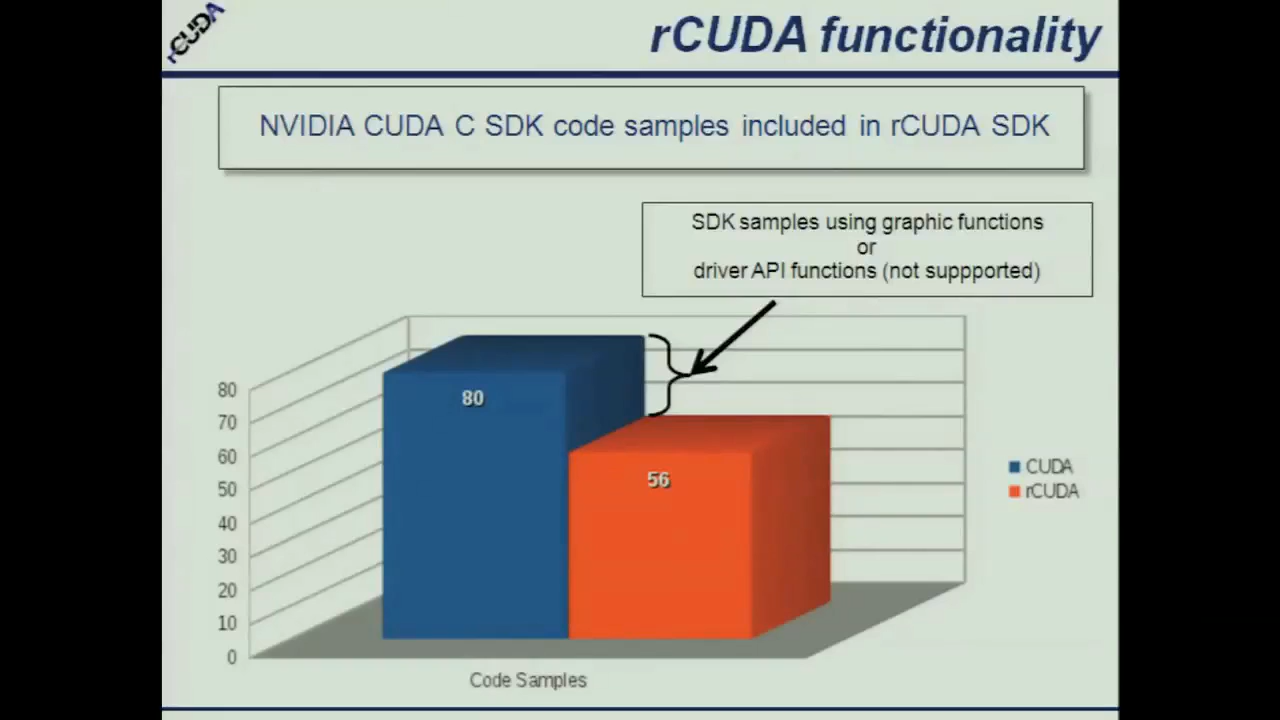 rCUDA
rCUDA functionality
NVIDIA CUDA C SDK code samples included in rCUDA SDK
SDK samples using graphic functions
or
driver API functions (not suppported)
80
70
60
50
40
30
20
10
0
80
56
CUDA
rCUDA
Code Samples